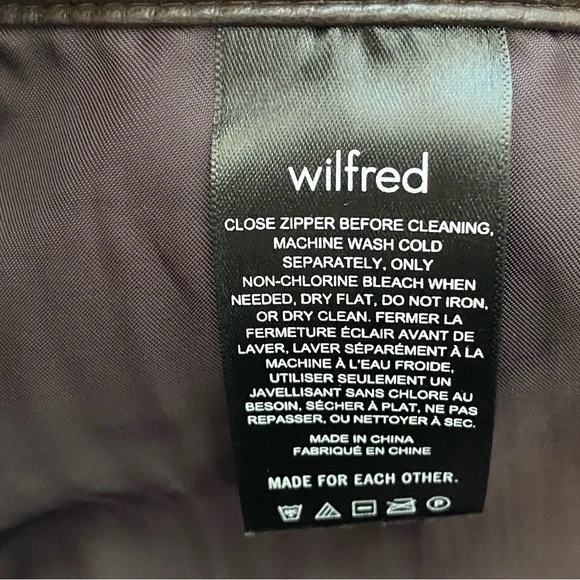 wilfred
CLOSE ZIPPER BEFORE CLEANING,
MACHINE WASH COLD
SEPARATELY, ONLY
NON-CHLORINE BLEACH WHEN
NEEDED, DRY FLAT, DO NOT IRON,
OR DRY CLEAN. FERMER LA
FERMETURE ÉCLAIR AVANT DE
LAVER, LAVER SÉPARÉMENT À LA
MACHINE À L'EAU FROIDE,
UTILISER SEULEMENT UN
JAVELLISANT SANS CHLORE AU
BESOIN, SÉCHER À PLAT, NE PAS
REPASSER, OU NETTOYER À SEC.
MADE IN CHINA
FABRIQUÉ EN CHINE
MADE FOR EACH OTHER.
P